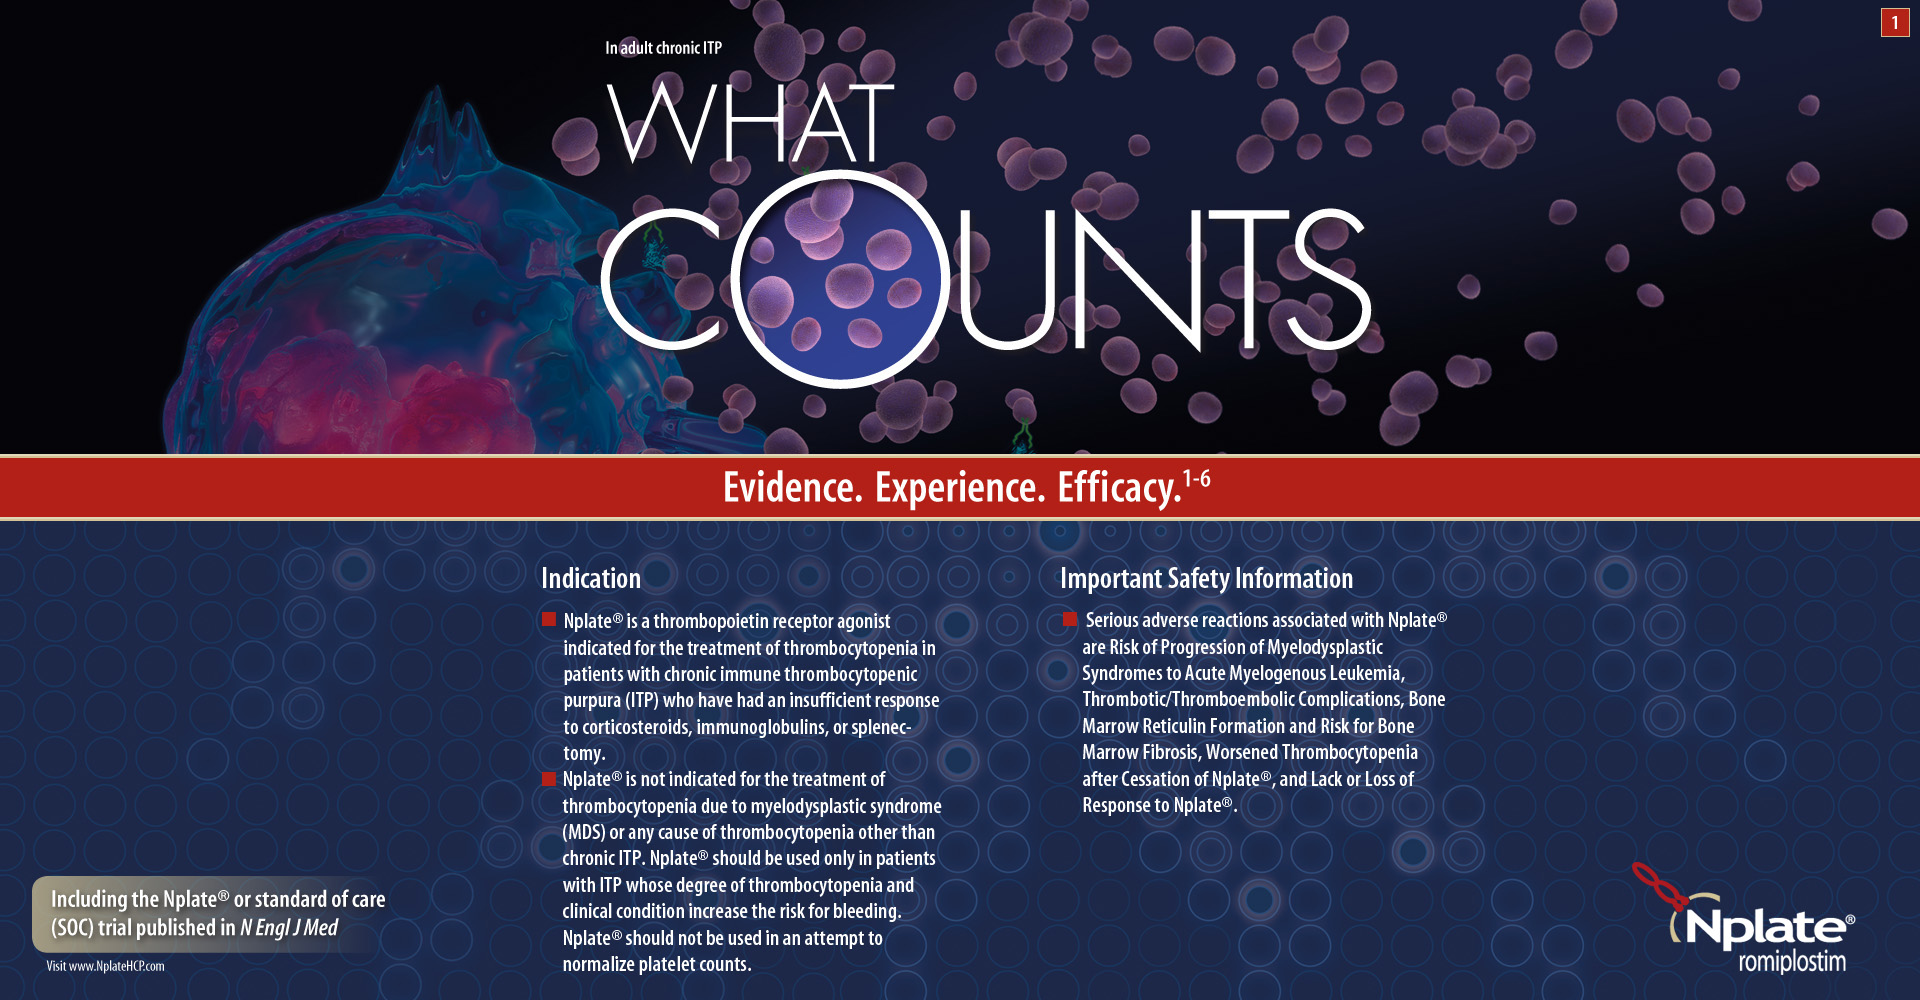 1
In adult chronic ITP
WHAT
COUNTS
Evidence. Experience. Efficacy.1-6
Indication
Nplate® is a thrombopoietin receptor agonist
indicated for the treatment of thrombocytopenia in
patients with chronic immune thrombocytopenic
purpura (ITP) who have had an insufficient response
to corticosteroids, immunoglobulins, or splenec-
tomy.
Nplate® is not indicated for the treatment of
thrombocytopenia due to myelodysplastic syndrome
(MDS) or any cause of thrombocytopenia other than
chronic ITP. Nplate® should be used only in patients
with ITP whose degree of thrombocytopenia and
clinical condition increase the risk for bleeding.
Nplate® should not be used in an attempt to
normalize platelet counts.
Important Safety Information
Serious adverse reactions associated with Nplate®
are Risk of Progression of Myelodysplastic
Syndromes to Acute Myelogenous Leukemia,
Thrombotic/Thromboembolic Complications, Bone
Marrow Reticulin Formation and Risk for Bone
Marrow Fibrosis, Worsened Thrombocytopenia
after Cessation of Nplate®, and Lack or Loss of
Response to Nplate®.
Including the Nplate® or standard of care
(SOC) trial published in N Engl J Med
Visit www.NplateHCP.com
Nplate®
romiplostim